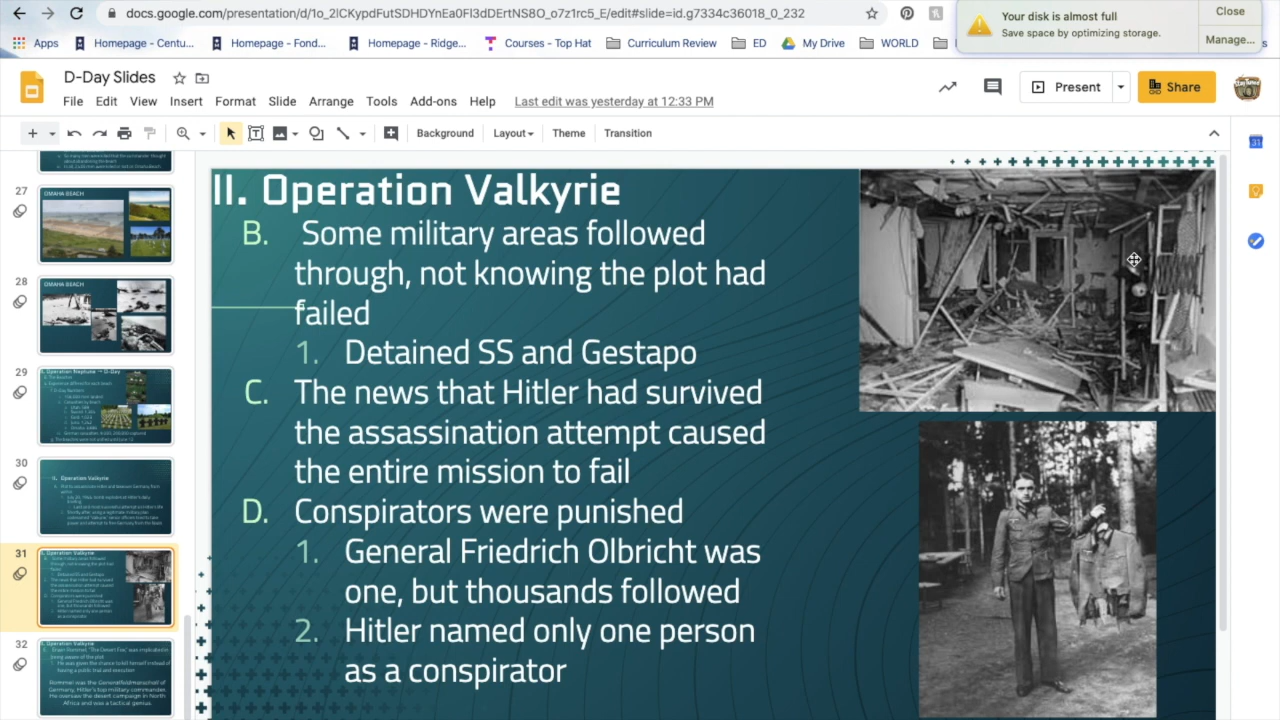 docs.google.com/presentation/d/1o_2lCKypdFutSDHDYnEa0Fl3dDErtNS8O_o7z1rc5_E/edit#slide=id.g7334c36018_0_232
Your disk is almost full
Save space by optimizing storage.
Close
Manage...
Apps
Homepage - Centu...
Homepage - Fond...
Homepage - Ridge...
Courses - Top Hat
Curriculum Review
ED
My Drive
WORLD
D-Day Slides
File Edit View Insert Format Slide Arrange Tools Add-ons Help
Last edit was yesterday at 12:33 PM
Present
Share
Background
Layout
Theme
Transition
27
OMAHA BEACH
28
OMAHA BEACH
29
30
II. Operation Valkyrie
31
32
II. Operation Valkyrie
B. Some military areas followed
through, not knowing the plot had
failed
1. Detained SS and Gestapo
C. The news that Hitler had survived
the assassination attempt caused
the entire mission to fail
D. Conspirators were punished
1. General Friedrich Olbricht was
one, but thousands followed
2. Hitler named only one person
as a conspirator